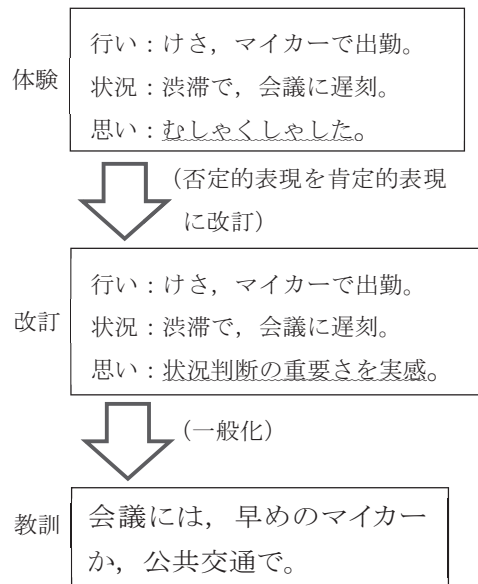 体験
行い：けさ，マイカーで出勤。
状況：渋滞で，会議に遅刻。
思い：むしゃくしゃした。
（否定的表現を肯定的表現
に改訂）
改訂
行い：けさ，マイカーで出勤。
状況：渋滞で，会議に遅刻。
思い：状況判断の重要さを実感。
（一般化）
教訓
会議には，早めのマイカー
か，公共交通で。